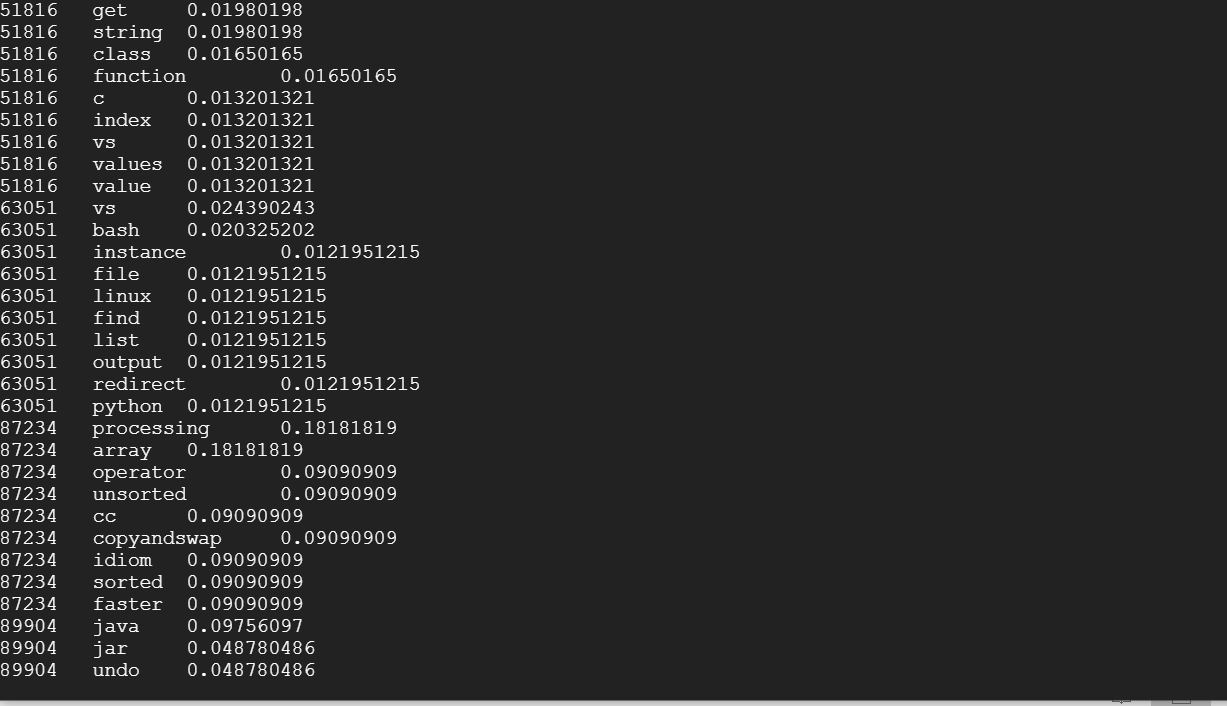 51816 get 0.01980198
51816 string 0.01980198
51816 class 0.01650165
51816 function 0.01650165
51816 c 0.013201321
51816 index 0.013201321
51816 vs 0.013201321
51816 values 0.013201321
51816 value 0.013201321
63051 vs 0.024390243
63051 bash 0.020325202
63051 instance 0.0121951215
63051 file 0.0121951215
63051 linux 0.0121951215
63051 find 0.0121951215
63051 list 0.0121951215
63051 output 0.0121951215
63051 redirect 0.0121951215
63051 python 0.0121951215
87234 processing 0.18181819
87234 array 0.18181819
87234 operator 0.09090909
87234 unsorted 0.09090909
87234 cc 0.09090909
87234 copyandswap 0.09090909
87234 idiom 0.09090909
87234 sorted 0.09090909
87234 faster 0.09090909
89904 java 0.09756097
89904 jar 0.048780486
89904 undo 0.048780486